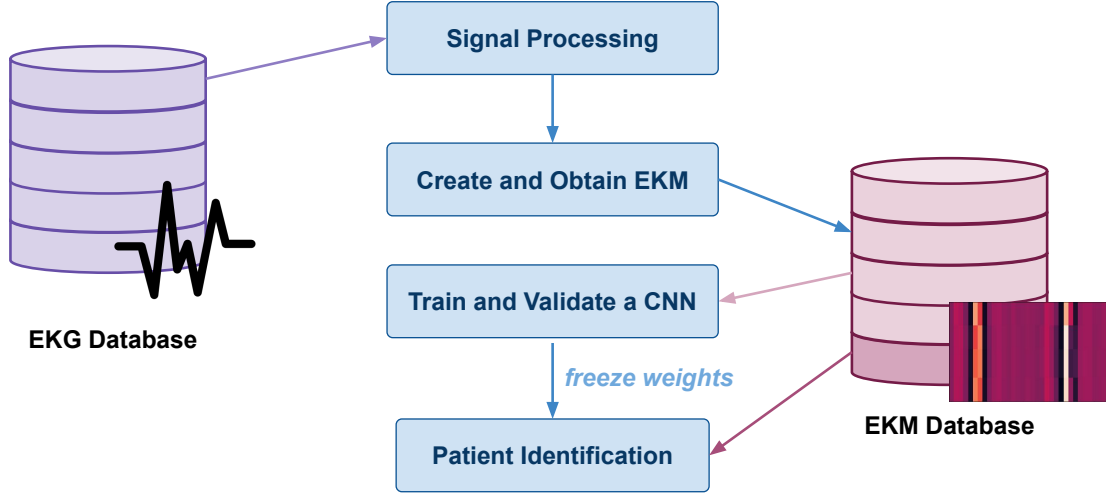 Signal Processing
Create and Obtain EKM
Train and Validate a CNN
EKG Database
freeze weights
EKM Database
Patient Identification